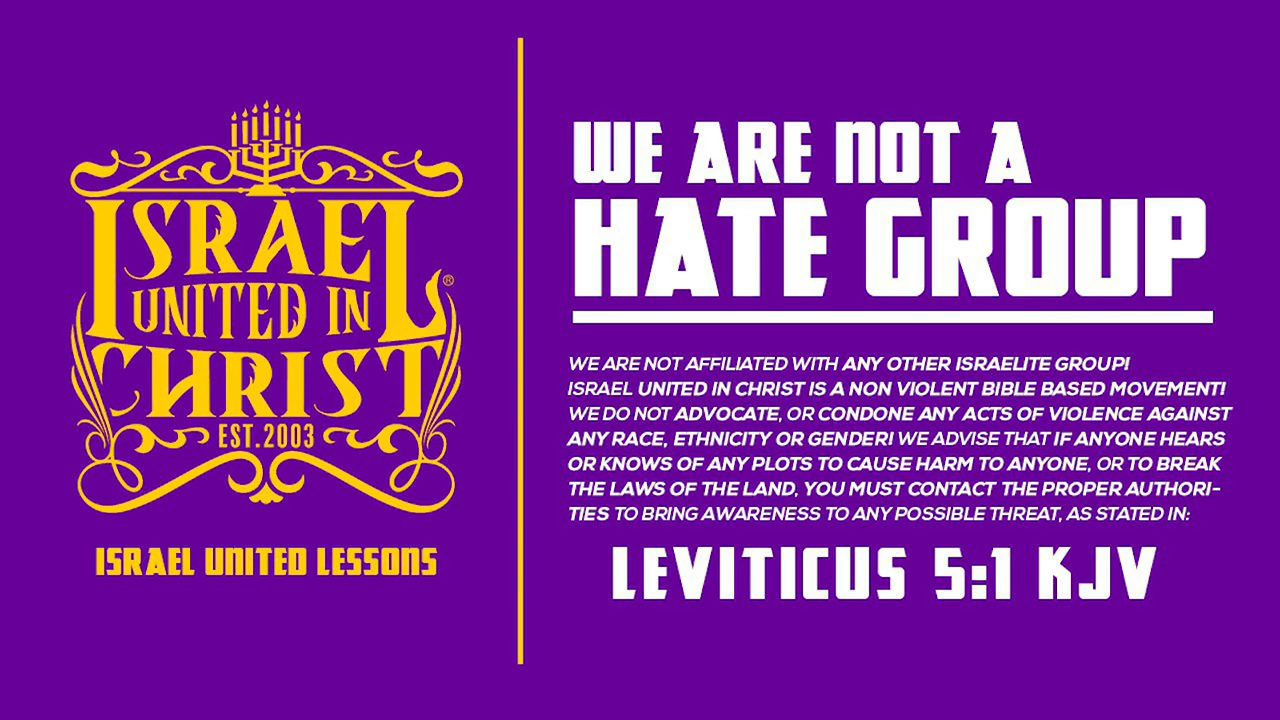 ISRAEL
UNITED IN
CHRIST
®
EST.2003
ISRAEL UNITED LESSONS
WE ARE NOT A
HATE GROUP
WE ARE NOT AFFILIATED WITH ANY OTHER ISRAELITE GROUP!
ISRAEL UNITED IN CHRIST IS A NON VIOLENT BIBLE BASED MOVEMENT!
WE DO NOT ADVOCATE, OR CONDONE ANY ACTS OF VIOLENCE AGAINST
ANY RACE, ETHNICITY OR GENDER! WE ADVISE THAT IF ANYONE HEARS
OR KNOWS OF ANY PLOTS TO CAUSE HARM TO ANYONE, OR TO BREAK
THE LAWS OF THE LAND, YOU MUST CONTACT THE PROPER AUTHORI-
TIES TO BRING AWARENESS TO ANY POSSIBLE THREAT, AS STATED IN:
LEVITICUS 5:1 KJV